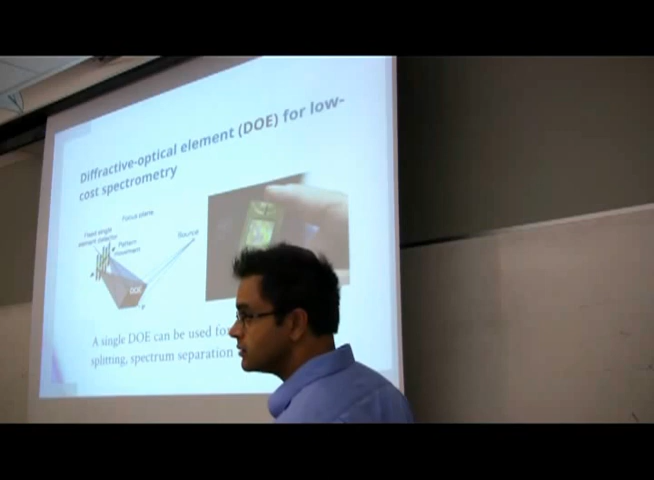 Diffractive-optical element (DOE) for low-
cost spectrometry
Focus plane
Fixed single
element detector
Pattern
movement
Source
DOE
A single DOE can be used for
splitting, spectrum separation